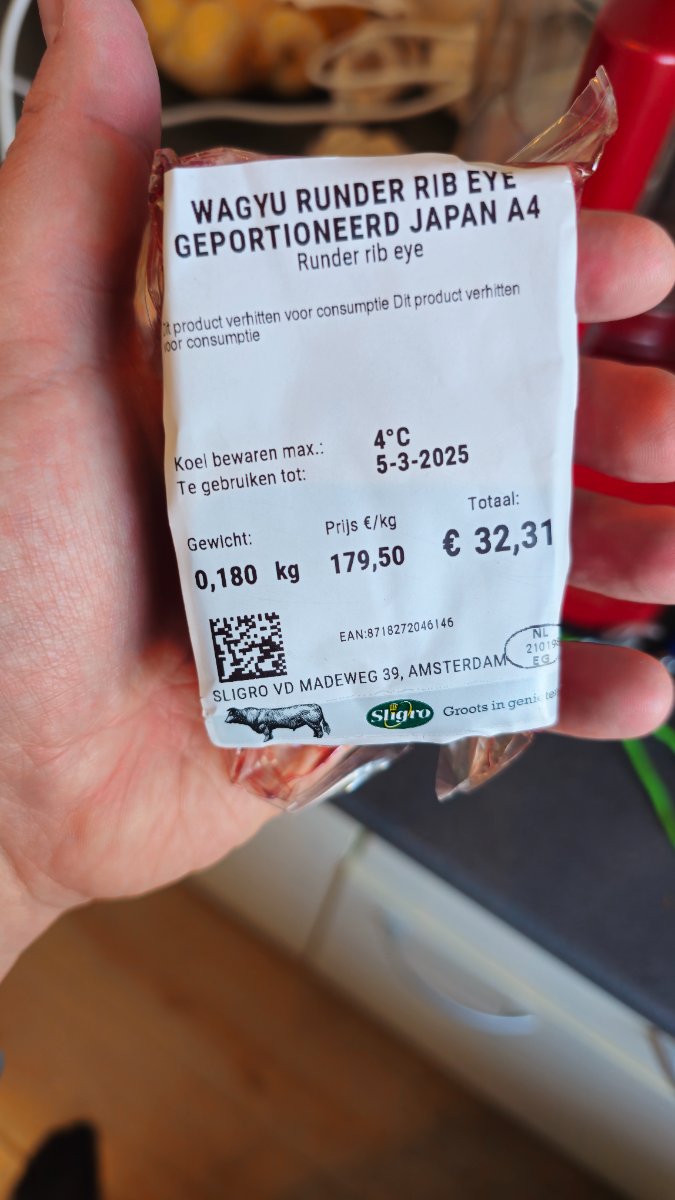 WAGYU RUNDER RIB EYE
GEPORTIONEERD JAPAN A4
Runder rib eye
product verhitten voor consumptie Dit product verhitten
consumptie
Koel bewaren max.: 4°C
Te gebruiken tot: 5-3-2025
Gewicht: Prijs €/kg Totaal:
0,180 kg 179,50 € 32,31
EAN:8718272046146
SLIGRO VD MADEWEG 39, AMSTERDAM
NL
EG
Sligro Groots in